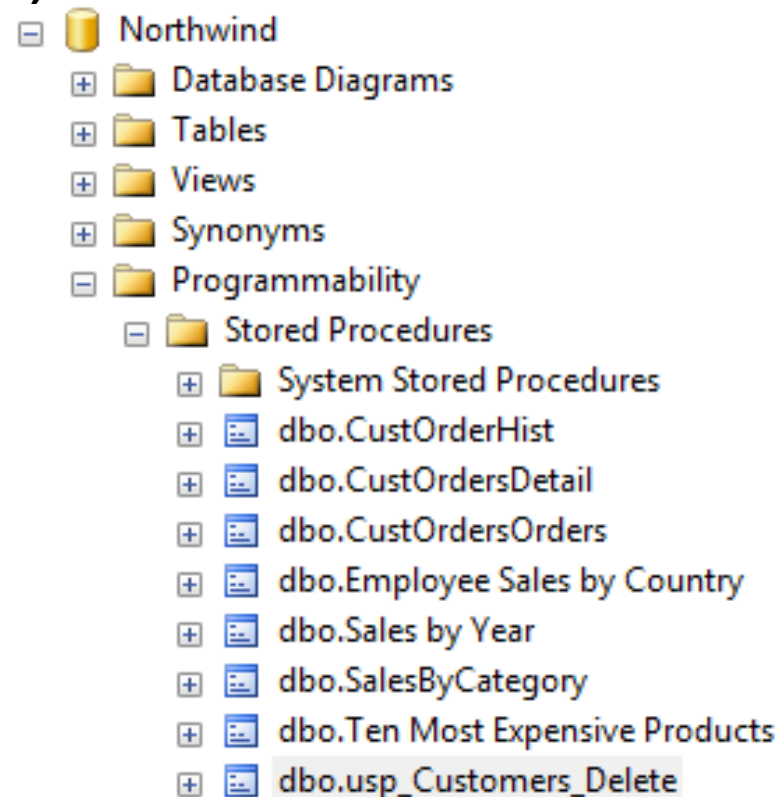 Northwind
Database Diagrams
Tables
Views
Synonyms
Programmability
Stored Procedures
System Stored Procedures
dbo.CustOrderHist
dbo.CustOrdersDetail
dbo.CustOrdersOrders
dbo.Employee Sales by Country
dbo.Sales by Year
dbo.SalesByCategory
dbo.Ten Most Expensive Products
dbo.usp_Customers_Delete